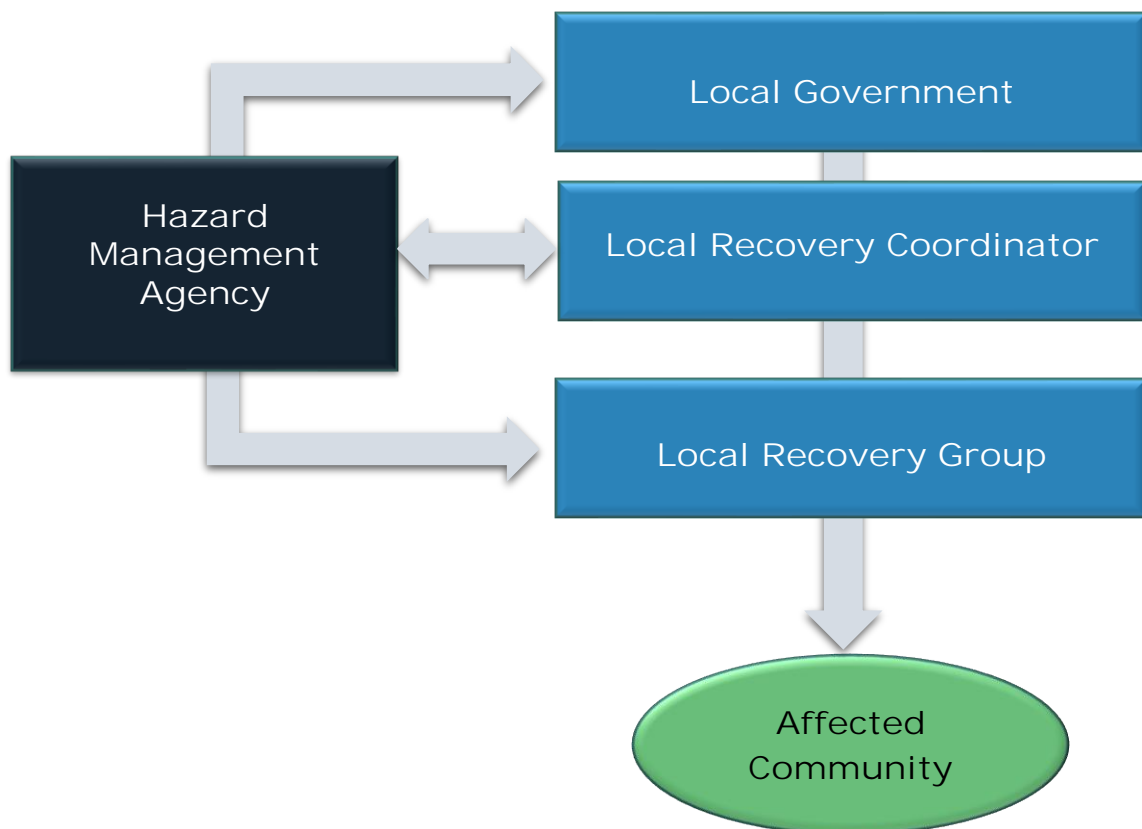 Local Government
Hazard
Management
Agency
Local Recovery Coordinator
Local Recovery Group
Affected
Community